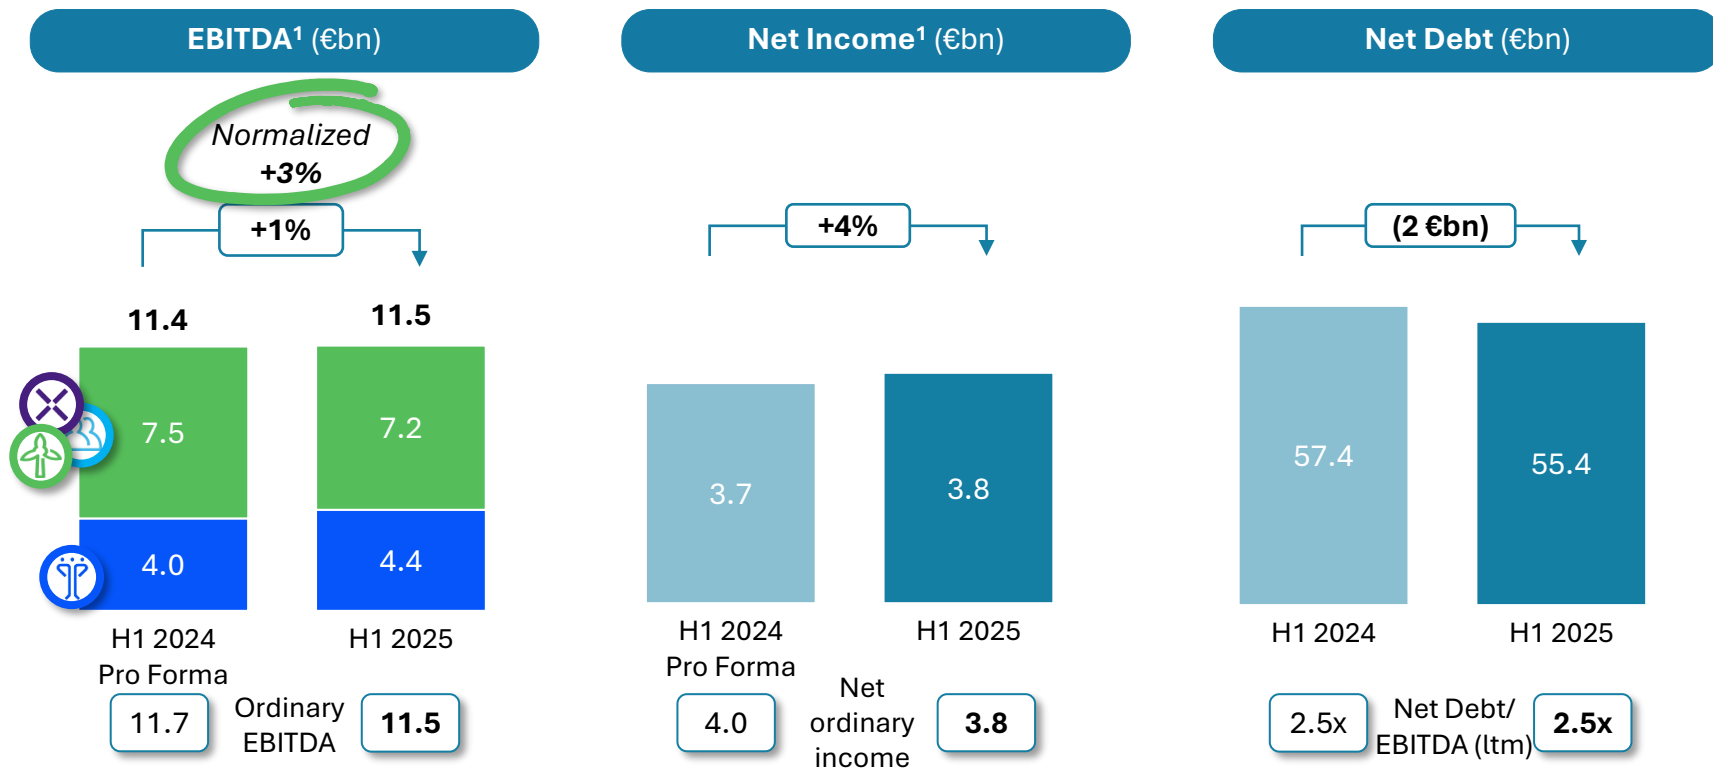 EBITDA¹ (€bn)
Normalized
+3%
+1%
11.4
11.5
7.5
7.2
4.0
4.4
H1 2024
Pro Forma
H1 2025
11.7
Ordinary
EBITDA
11.5
Net Income¹ (€bn)
+4%
3.7
3.8
H1 2024
Pro Forma
H1 2025
4.0
Net
ordinary
income
3.8
Net Debt (€bn)
(2 €bn)
57.4
55.4
H1 2024
H1 2025
2.5x
Net Debt/
EBITDA (ltm)
2.5x